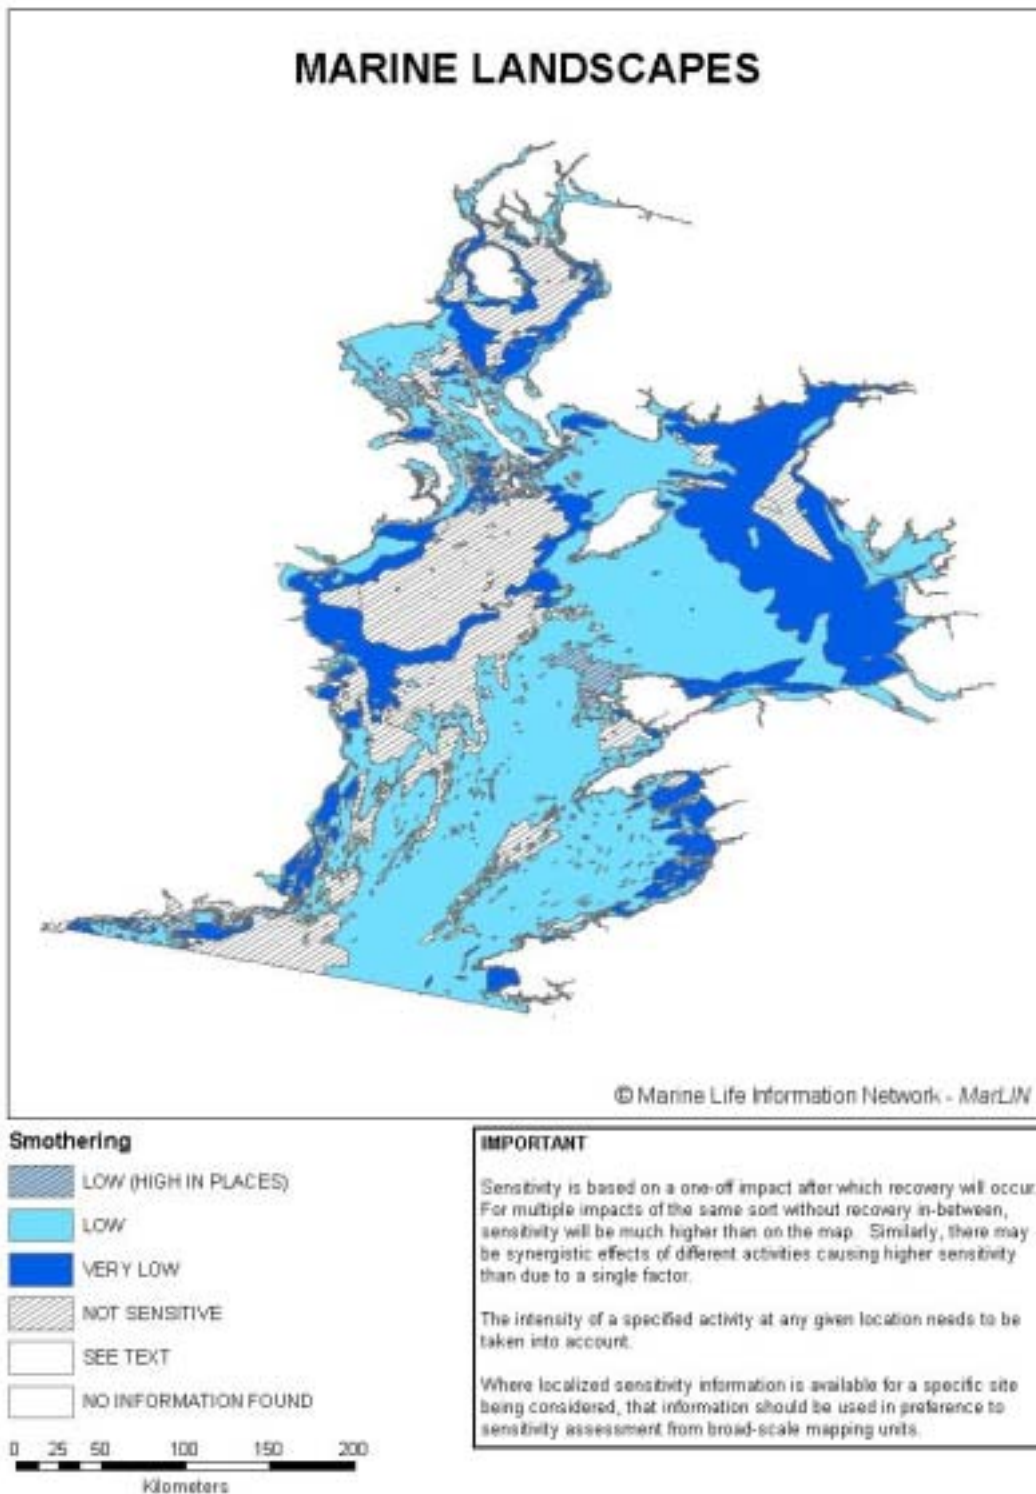 MARINE LANDSCAPES
© Marine Life Information Network - MarLIN
Smothering
LOW (HIGH IN PLACES)
LOW
VERY LOW
NOT SENSITIVE
SEE TEXT
NO INFORMATION FOUND
0 25 50 100 150 200
Kilometers
IMPORTANT
Sensitivity is based on a one-off impact after which recovery will occur.
For multiple impacts of the same sort without recovery in-between,
sensitivity will be much higher than on the map. Similarly, there may
be synergistic effects of different activities causing higher sensitivity
than due to a single factor.
The intensity of a specified activity at any given location needs to be
taken into account.
Where localized sensitivity information is available for a specific site
being considered, that information should be used in preference to
sensitivity assessment from broad-scale mapping units.